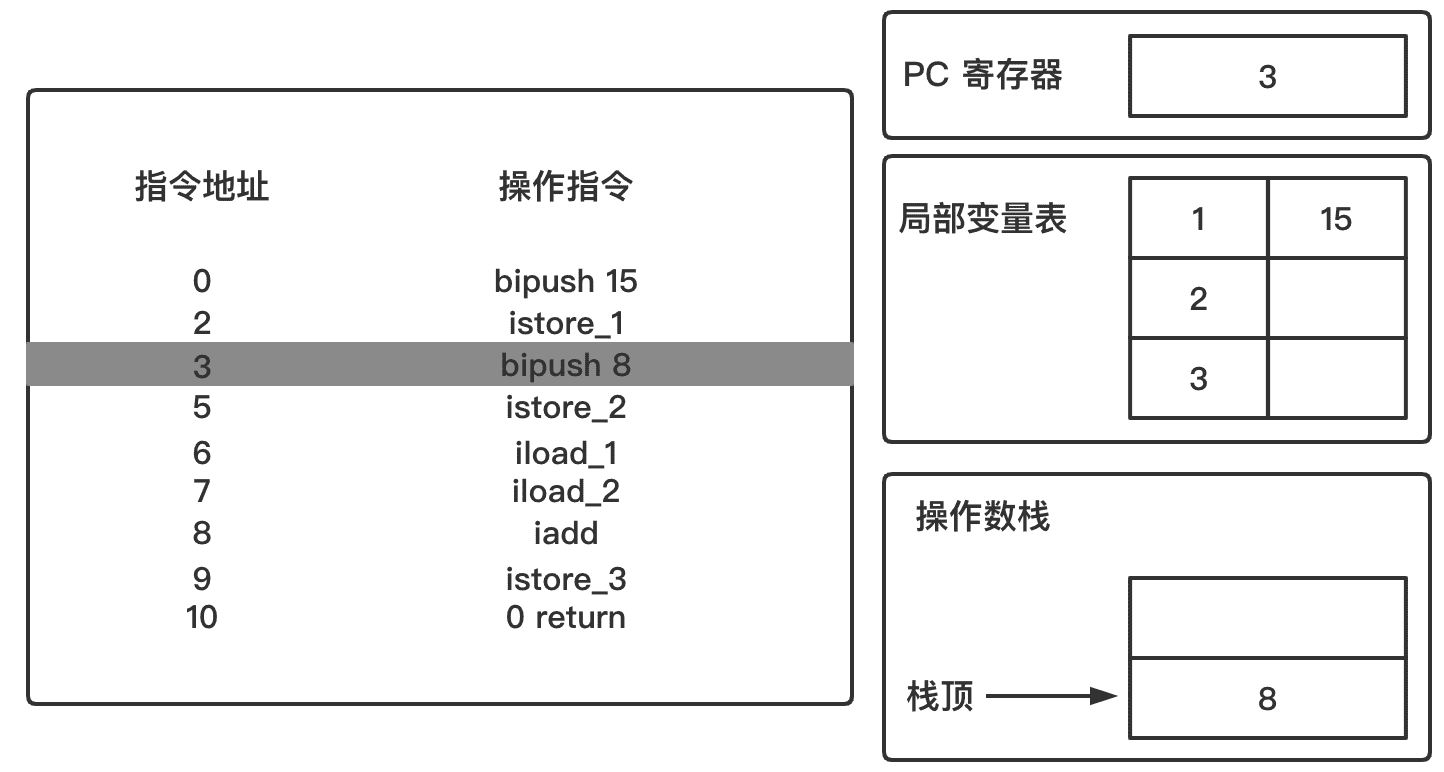 指令地址 操作指令
0 bipush 15
2 istore_1
3 bipush 8
5 istore_2
6 iload_1
7 iload_2
8 iadd
9 istore_3
10 0 return
PC 寄存器 3
局部变量表 1 15
2
3
操作数栈
栈顶 8